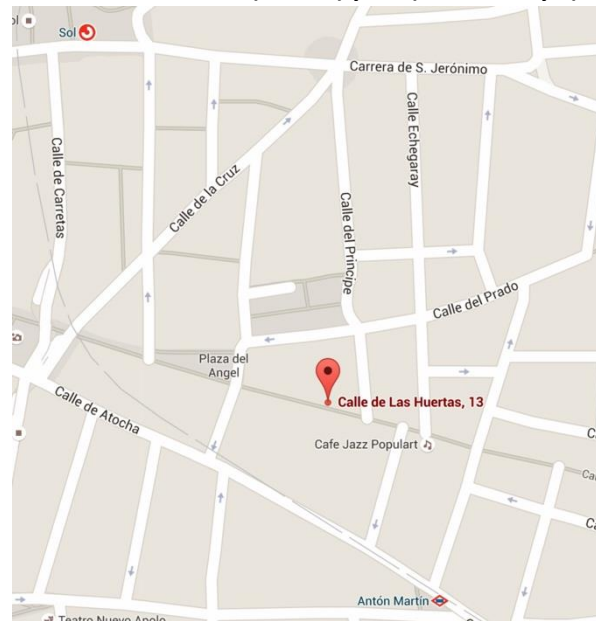 Sol
Carrera de S. Jerónimo
Calle Echegaray
Calle de Carretas
Calle de la Cruz
Calle del Principe
Calle del Prado
Plaza del
Angel
Calle de Las Huertas, 13
Calle de Atocha
Cafe Jazz Populart
Antón Martín
Teatro Nuevo Apolo